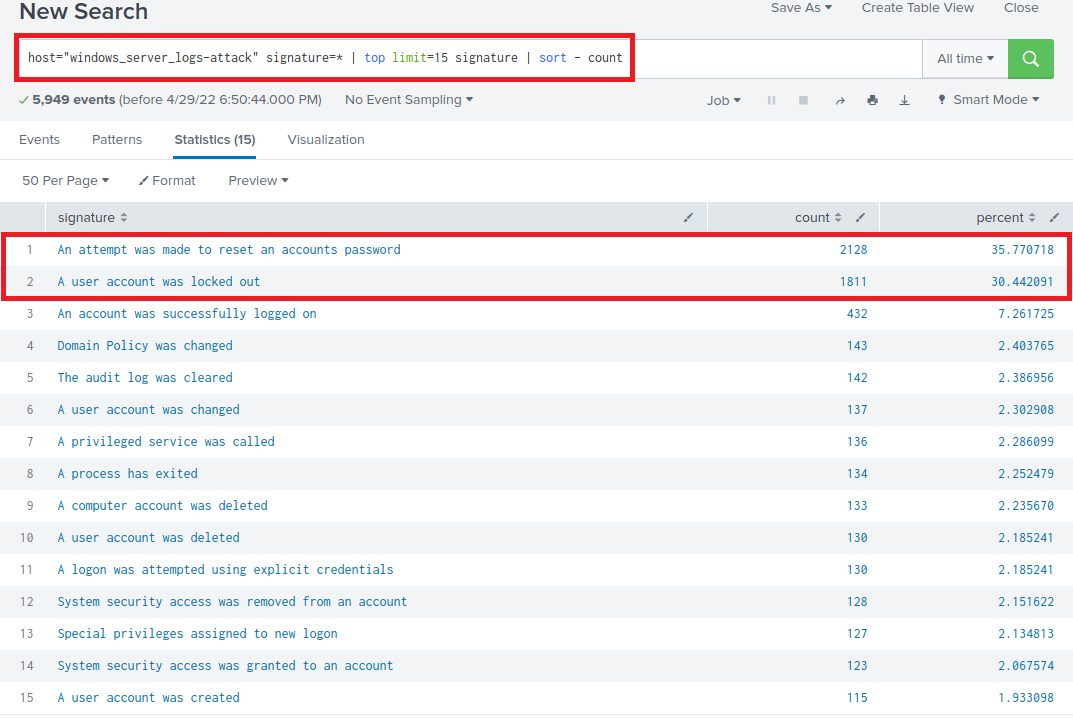 New Search
Save As Create Table View Close
host="windows_server_logs-attack" signature=* | top limit=15 signature | sort - count
All time
5,949 events (before 4/29/22 6:50:44.000 PM) No Event Sampling Job Smart Mode
Events Patterns Statistics (15) Visualization
50 Per Page Format Preview
signature count percent
1 An attempt was made to reset an accounts password 2128 35.770718
2 A user account was locked out 1811 30.442091
3 An account was successfully logged on 432 7.261725
4 Domain Policy was changed 143 2.403765
5 The audit log was cleared 142 2.386956
6 A user account was changed 137 2.302908
7 A privileged service was called 136 2.286099
8 A process has exited 134 2.252479
9 A computer account was deleted 133 2.235670
10 A user account was deleted 130 2.185241
11 A logon was attempted using explicit credentials 130 2.185241
12 System security access was removed from an account 128 2.151622
13 Special privileges assigned to new logon 127 2.134813
14 System security access was granted to an account 123 2.067574
15 A user account was created 115 1.933098